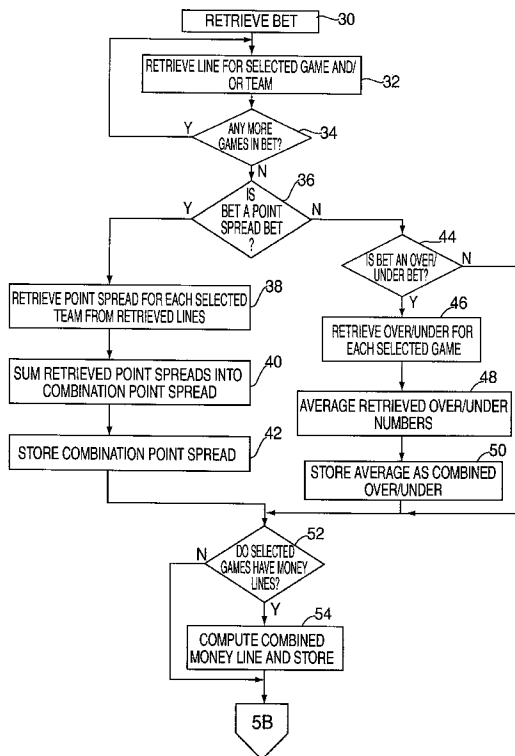 RETRIEVE BET
30
RETRIEVE LINE FOR SELECTED GAME AND/
OR TEAM
32
Y
ANY MORE
GAMES IN BET?
34
N
36
IS
BET A POINT
SPREAD BET
?
Y
N
44
IS BET AN OVER/
UNDER BET?
N
Y
RETRIEVE POINT SPREAD FOR EACH SELECTED
TEAM FROM RETRIEVED LINES
38
46
RETRIEVE OVER/UNDER FOR
EACH SELECTED GAME
40
SUM RETRIEVED POINT SPREADS INTO
COMBINATION POINT SPREAD
48
AVERAGE RETRIEVED OVER/UNDER
NUMBERS
42
STORE COMBINATION POINT SPREAD
50
STORE AVERAGE AS COMBINED
OVER/UNDER
52
N
DO SELECTED
GAMES HAVE MONEY
LINES?
Y
54
COMPUTE COMBINED
MONEY LINE AND STORE
5B